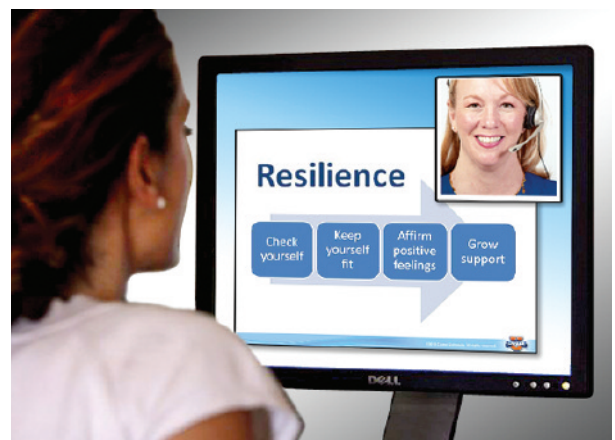 Resilience
Check
yourself
Keep
yourself
fit
Affirm
positive
feelings
Grow
support
DELL